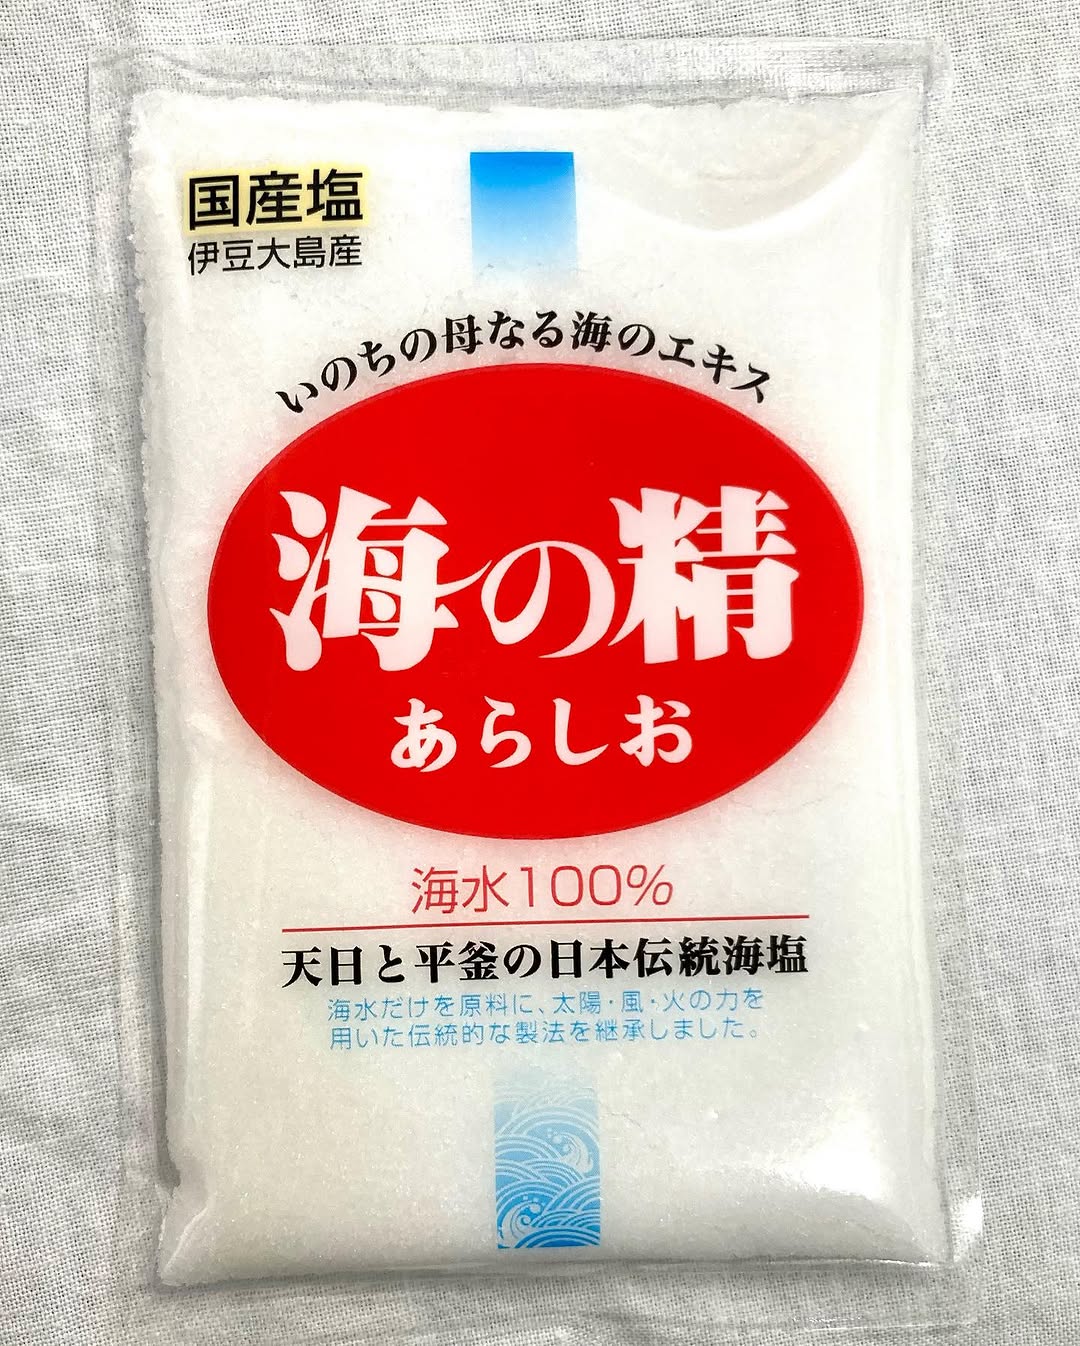 国産塩
伊豆大島産
いのちの母なる海のエキス
海の精
あらしお
海水100%
天日と平釜の日本伝統海塩
海水だけを原料に、太陽・風・火の力を
用いた伝統的な製法を継承しました。